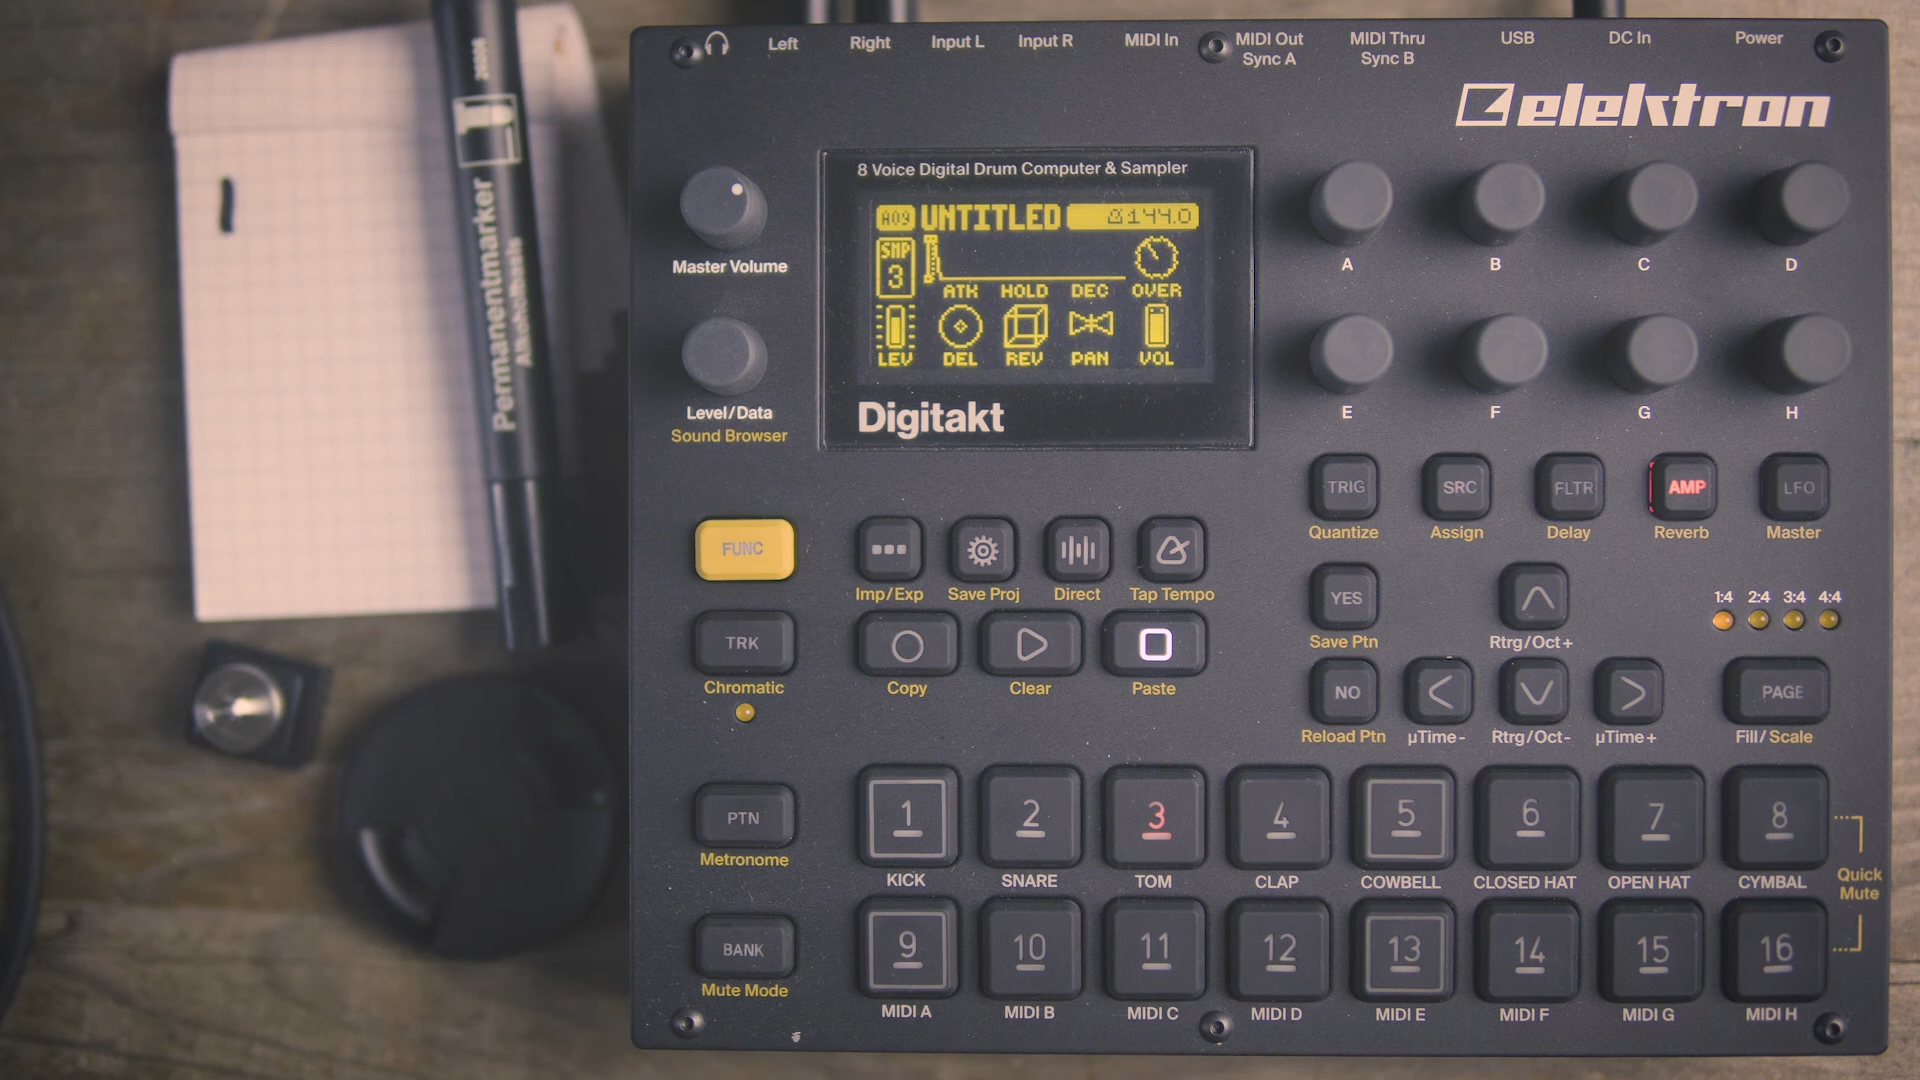 Left Right Input L Input R MIDI In MIDI Out MIDI Thru USB DC In Power
Sync A Sync B
elektron
8 Voice Digital Drum Computer & Sampler
A09 UNTITLED 144.0
SMP
3
ATK HOLD DEC OVER
LEV DEL REV PAN VOL
Digitakt
Master Volume
Level/Data
Sound Browser
A B C D
E F G H
TRIG SRC FLTR AMP LFO
Quantize Assign Delay Reverb Master
FUNC
Imp/Exp Save Proj Direct Tap Tempo
YES
Save Ptn Rtrg/Oct+
1:4 2:4 3:4 4:4
TRK
Chromatic Copy Clear Paste
NO PAGE
Reload Ptn µTime- Rtrg/Oct- µTime+ Fill/Scale
PTN
Metronome
1 2 3 4 5 6 7 8
KICK SNARE TOM CLAP COWBELL CLOSED HAT OPEN HAT CYMBAL
Quick
Mute
BANK
Mute Mode
9 10 11 12 13 14 15 16
MIDI A MIDI B MIDI C MIDI D MIDI E MIDI F MIDI G MIDI H
Permanentmarker
Alkoholbasis